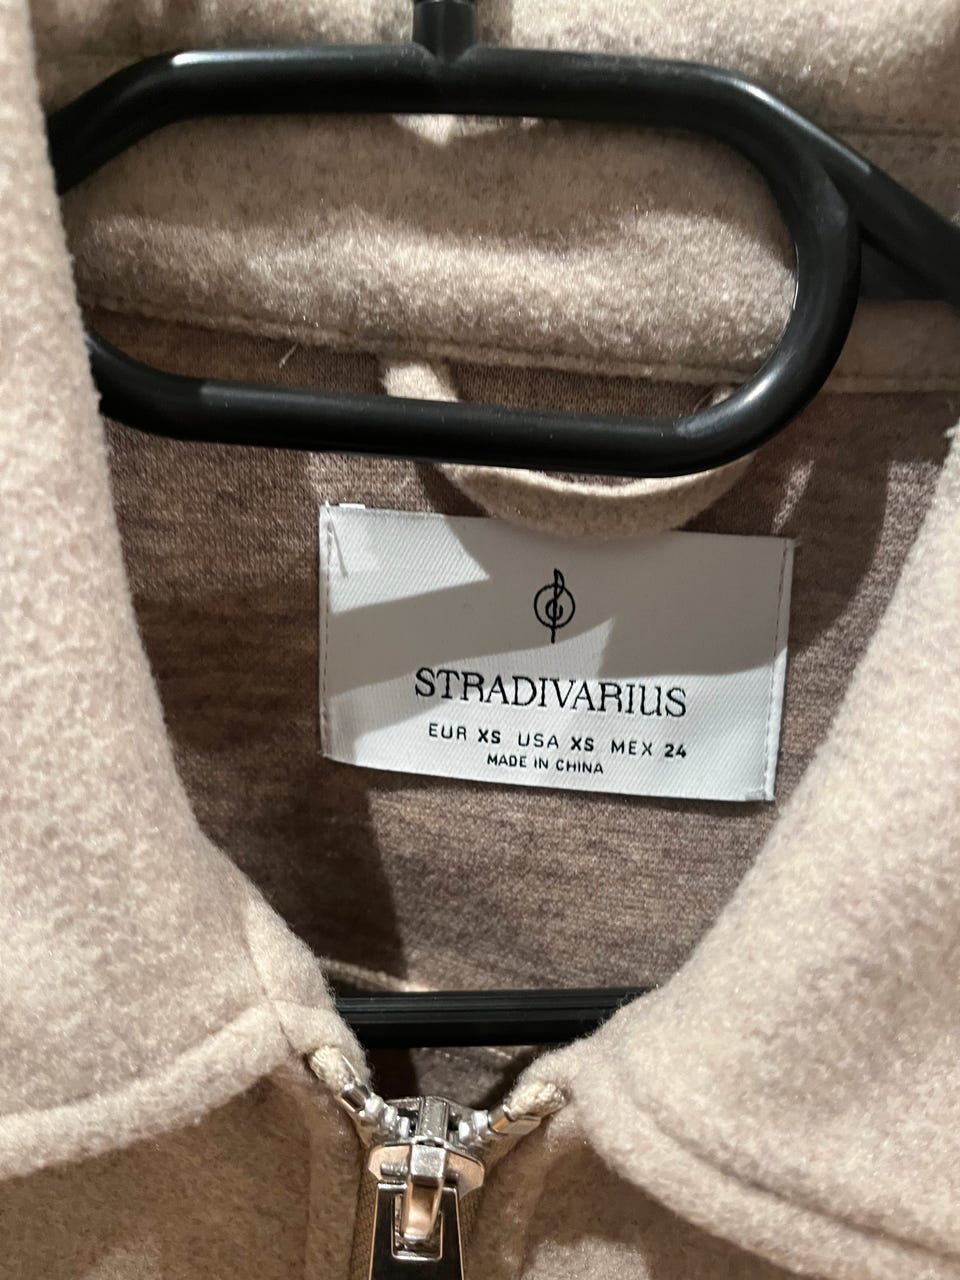 STRADIVARIUS
EUR XS USA XS MEX 24
MADE IN CHINA